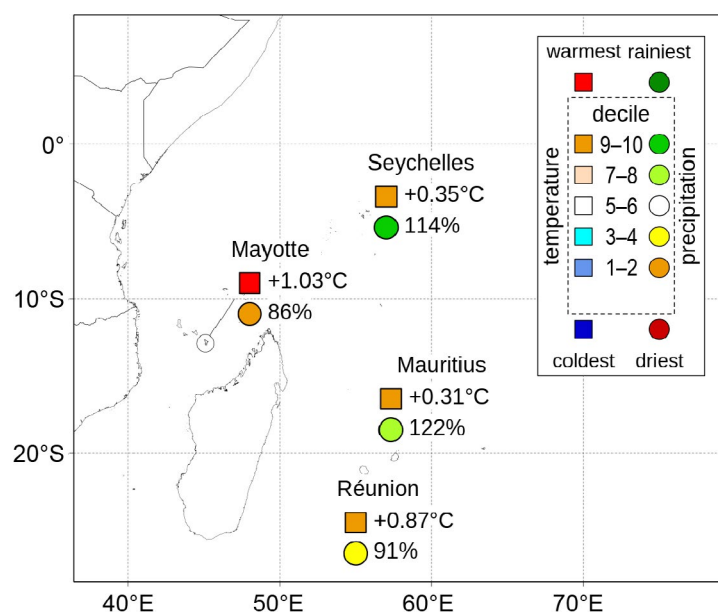 warmest rainiest
decile
9–10
7–8
5–6
3–4
1–2
temperature
precipitation
coldest driest
Seychelles
+0.35°C
114%
Mayotte
+1.03°C
86%
Mauritius
+0.31°C
122%
Réunion
+0.87°C
91%
0°
10°S
20°S
40°E 50°E 60°E 70°E